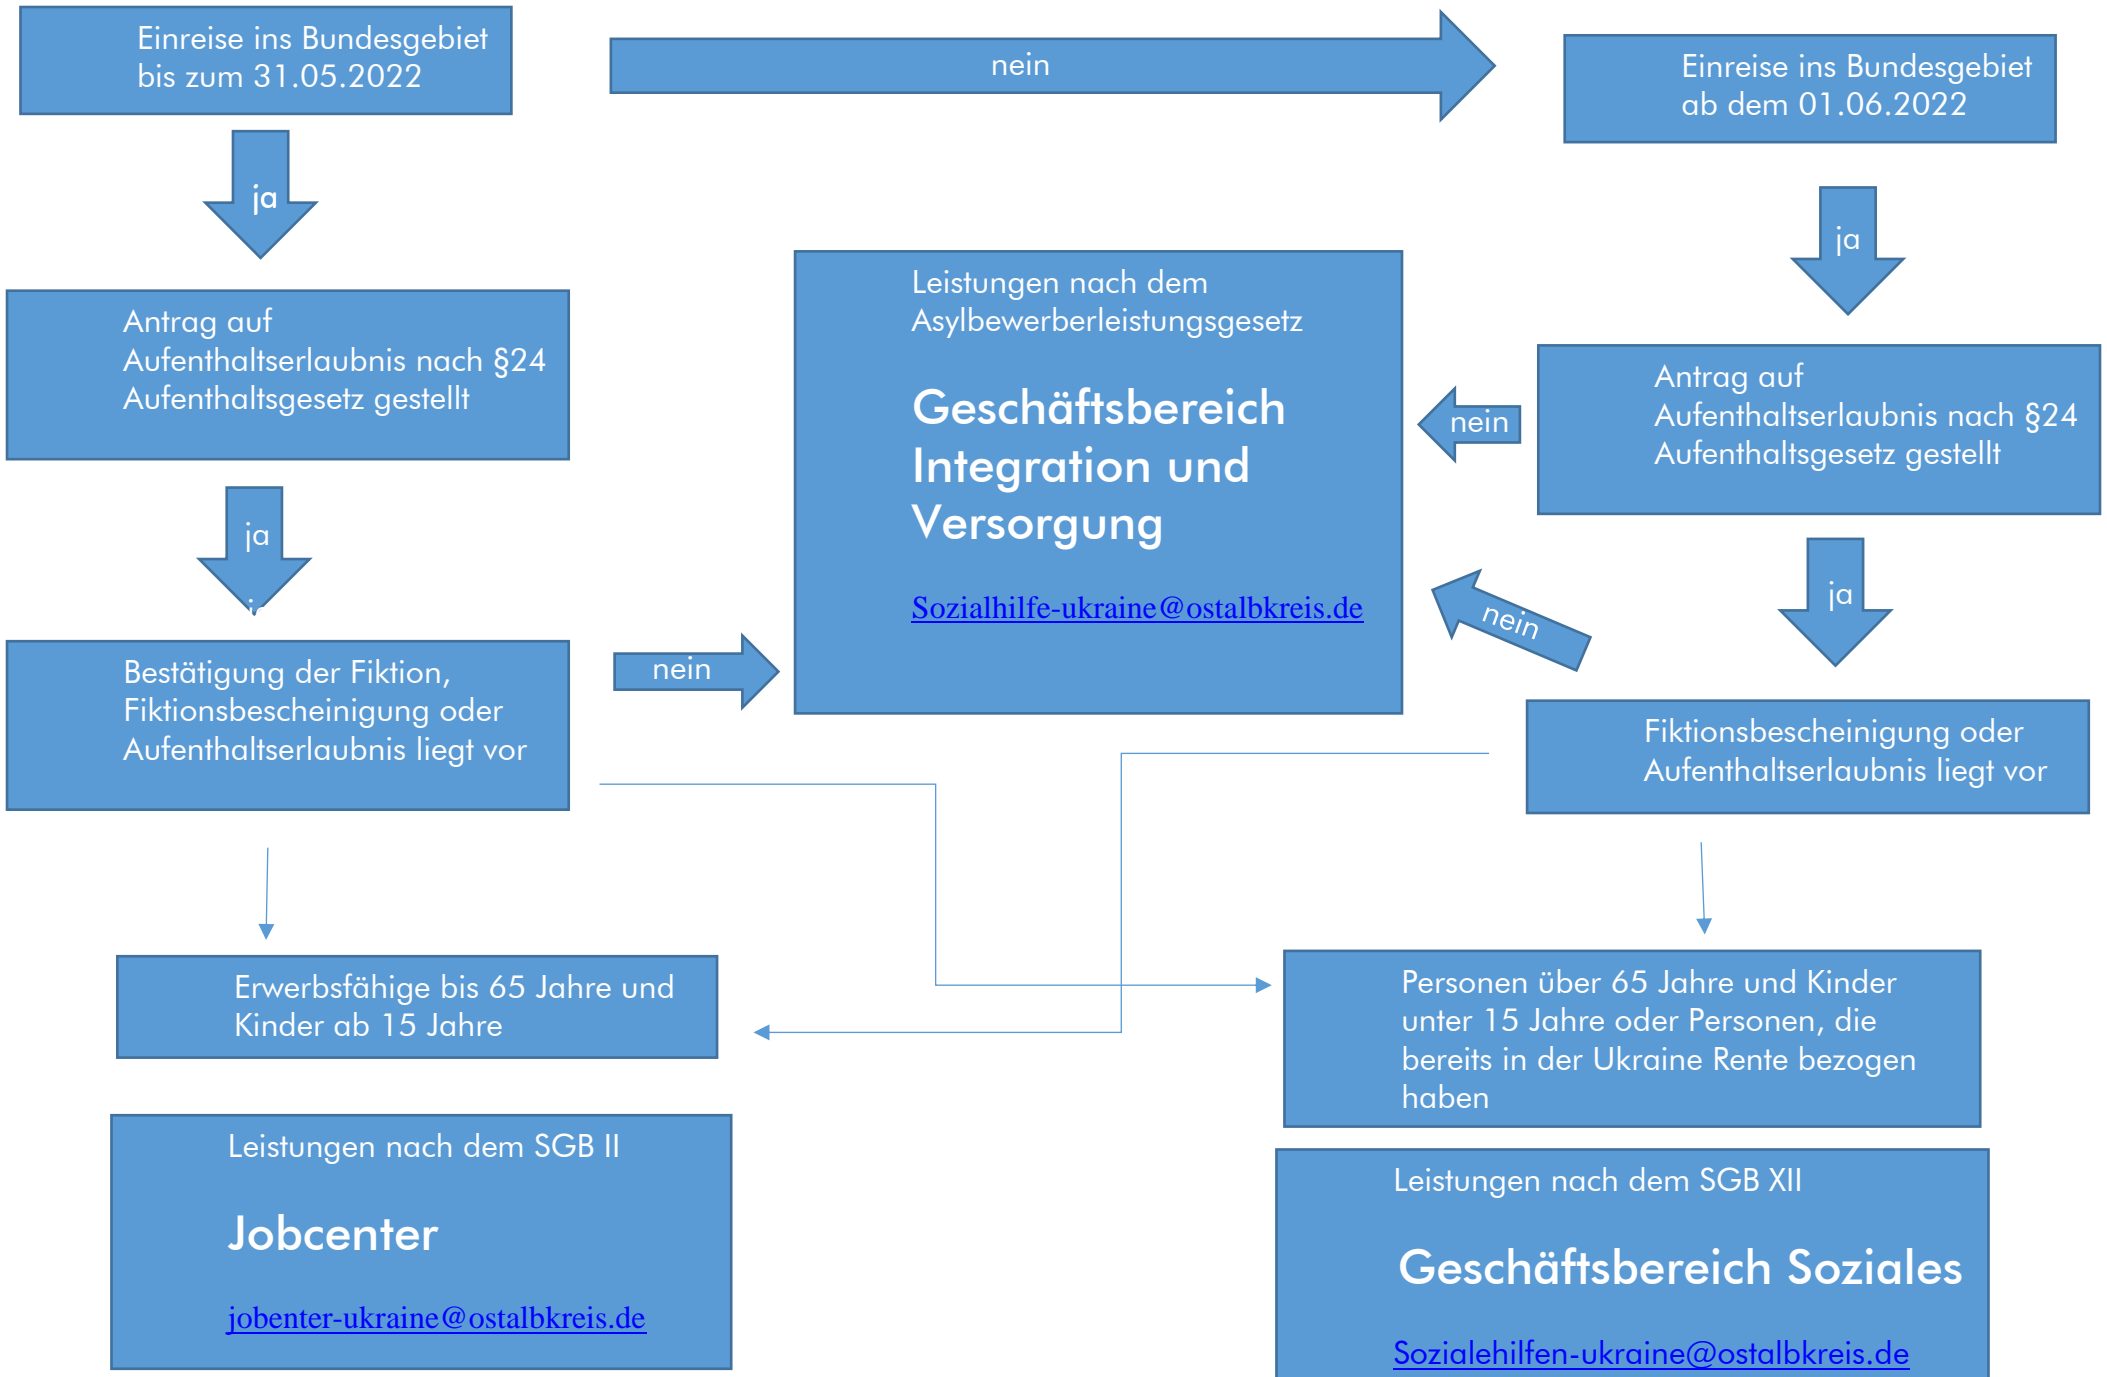 Einreise ins Bundesgebiet
bis zum 31.05.2022
nein
Einreise ins Bundesgebiet
ab dem 01.06.2022
ja
ja
Antrag auf
Aufenthaltserlaubnis nach §24
Aufenthaltsgesetz gestellt
Leistungen nach dem
Asylbewerberleistungsgesetz
Geschäftsbereich
Integration und
Versorgung
Sozialhilfe-ukraine@ostalbkreis.de
nein
Antrag auf
Aufenthaltserlaubnis nach §24
Aufenthaltsgesetz gestellt
ja
nein
ja
Bestätigung der Fiktion,
Fiktionsbescheinigung oder
Aufenthaltserlaubnis liegt vor
nein
Fiktionsbescheinigung oder
Aufenthaltserlaubnis liegt vor
Erwerbsfähige bis 65 Jahre und
Kinder ab 15 Jahre
Personen über 65 Jahre und Kinder
unter 15 Jahre oder Personen, die
bereits in der Ukraine Rente bezogen
haben
Leistungen nach dem SGB II
Jobcenter
jobenter-ukraine@ostalbkreis.de
Leistungen nach dem SGB XII
Geschäftsbereich Soziales
Sozialehilfen-ukraine@ostalbkreis.de